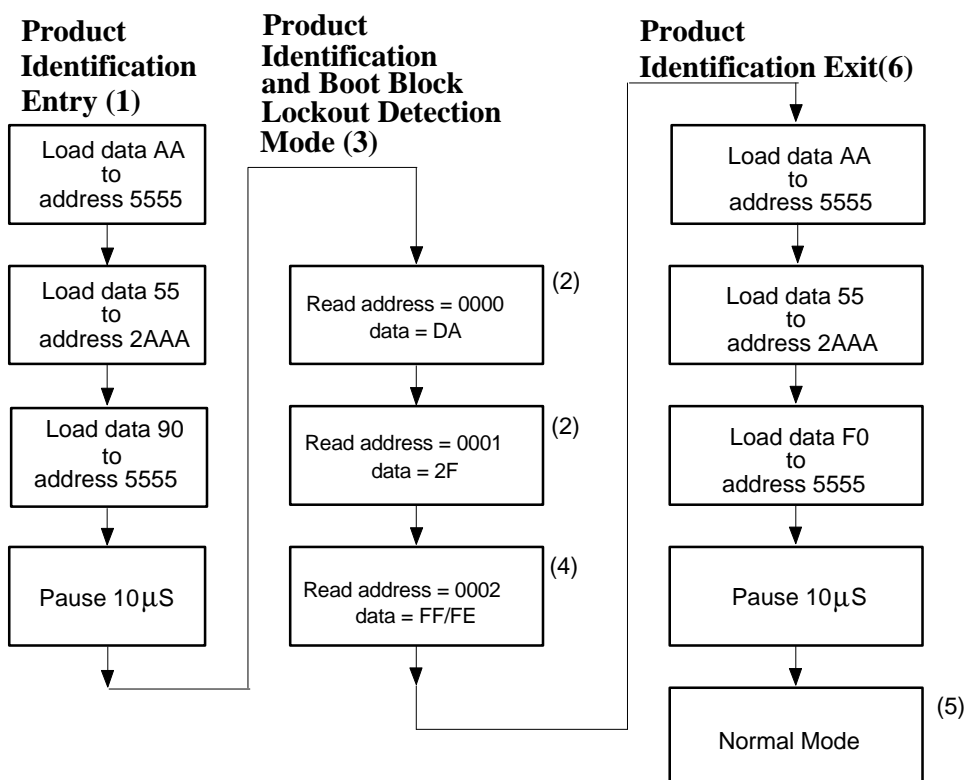 Product
Identification
Entry (1)
Load data AA
to
address 5555
Load data 55
to
address 2AAA
Load data 90
to
address 5555
Pause 10μS
Product
Identification
and Boot Block
Lockout Detection
Mode (3)
Read address = 0000
data = DA
(2)
Read address = 0001
data = 2F
(2)
Read address = 0002
data = FF/FE
(4)
Product
Identification Exit(6)
Load data AA
to
address 5555
Load data 55
to
address 2AAA
Load data F0
to
address 5555
Pause 10μS
Normal Mode
(5)